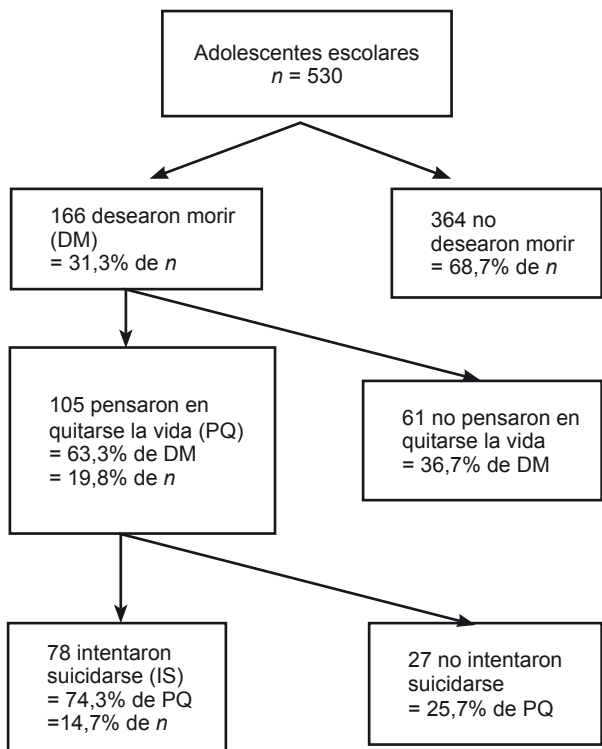 Adolescentes escolares
n = 530
166 desearon morir
(DM)
= 31,3% de n
364 no
desearon morir
= 68,7% de n
105 pensaron en
quitarse la vida (PQ)
= 63,3% de DM
= 19,8% de n
61 no pensaron en
quitarse la vida
= 36,7% de DM
78 intentaron
suicidarse (IS)
= 74,3% de PQ
=14,7% de n
27 no intentaron
suicidarse
= 25,7% de PQ